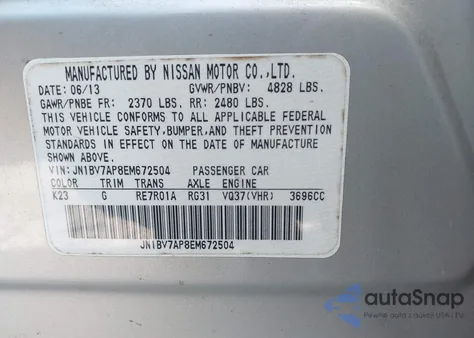 MANUFACTURED BY NISSAN MOTOR CO.,LTD.
DATE: 06/13 GVWR/PNBV: 4828 LBS.
GAWR/PNBE FR: 2370 LBS. RR: 2480 LBS.
THIS VEHICLE CONFORMS TO ALL APPLICABLE FEDERAL
MOTOR VEHICLE SAFETY,BUMPER,AND THEFT PREVENTION
STANDARDS IN EFFECT ON THE DATE OF MANUFACTURE
SHOWN ABOVE.
VIN: JN1BV7AP8EM672504 PASSENGER CAR
COLOR TRIM TRANS AXLE ENGINE
K23 G RE7R01A RG31 VQ37(VHR) 3696CC
JN1BV7AP8EM672504
autoSnap